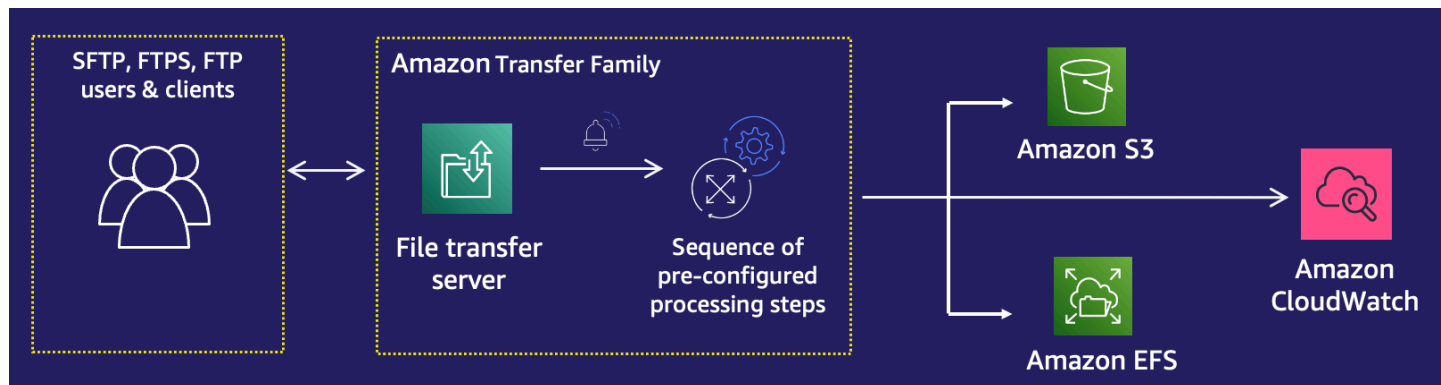 SFTP, FTPS, FTP
users & clients
Amazon Transfer Family
File transfer
server
Sequence of
pre-configured
processing steps
Amazon S3
Amazon EFS
Amazon
CloudWatch